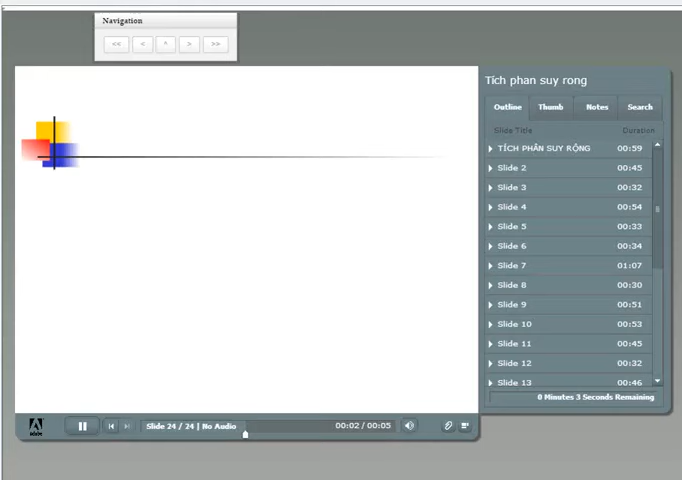 Navigation
<< < ^ > >>
Tích phan suy rong
Outline Thumb Notes Search
Slide Title Duration
TÍCH PHÂN SUY RỘNG 00:59
Slide 2 00:45
Slide 3 00:32
Slide 4 00:54
Slide 5 00:33
Slide 6 00:34
Slide 7 01:07
Slide 8 00:30
Slide 9 00:51
Slide 10 00:53
Slide 11 00:45
Slide 12 00:32
Slide 13 00:46
0 Minutes 3 Seconds Remaining
Adobe
Slide 24 / 24 | No Audio 00:02 / 00:05